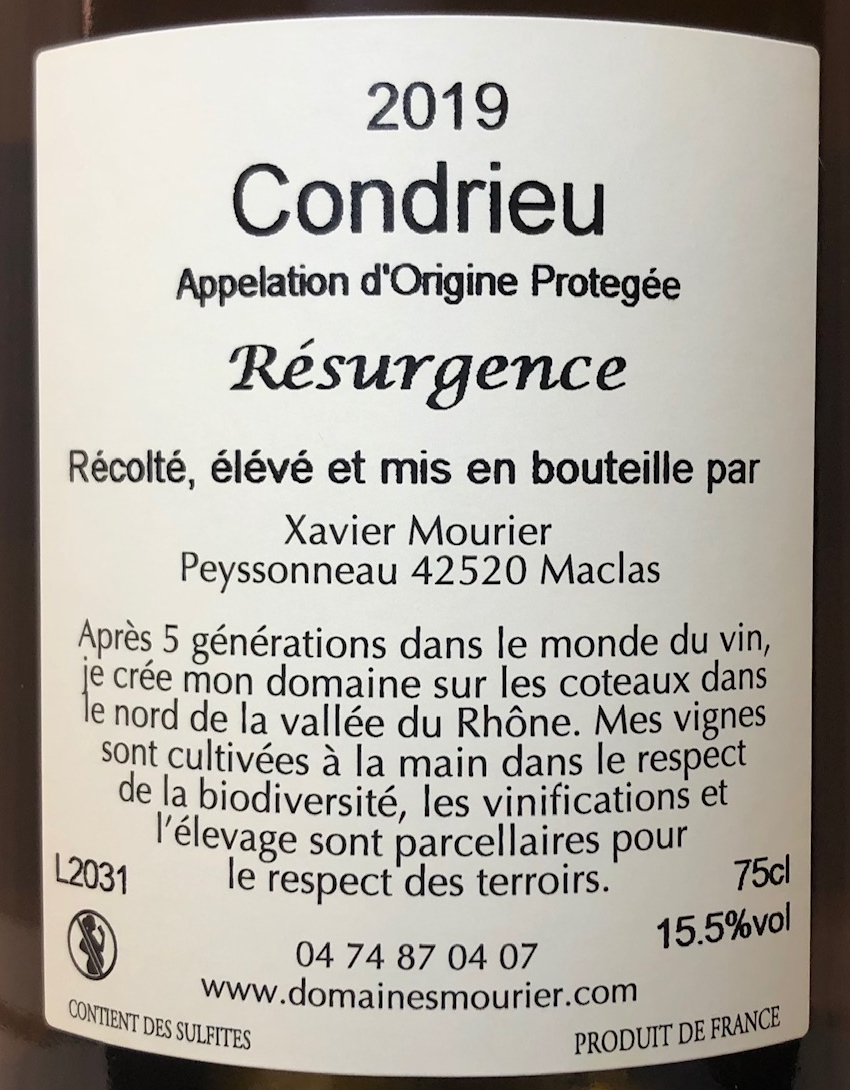 2019
Condrieu
Appelation d'Origine Protegée
Résurgence
Récolté, élévé et mis en bouteille par
Xavier Mourier
Peyssonneau 42520 Maclas
Après 5 générations dans le monde du vin,
je crée mon domaine sur les coteaux dans
le nord de la vallée du Rhône. Mes vignes
sont cultivées à la main dans le respect
de la biodiversité, les vinifications et
l'élevage sont parcellaires pour
le respect des terroirs.
L2031
75cl
15.5%vol
04 74 87 04 07
www.domainesmourier.com
CONTIENT DES SULFITES
PRODUIT DE FRANCE